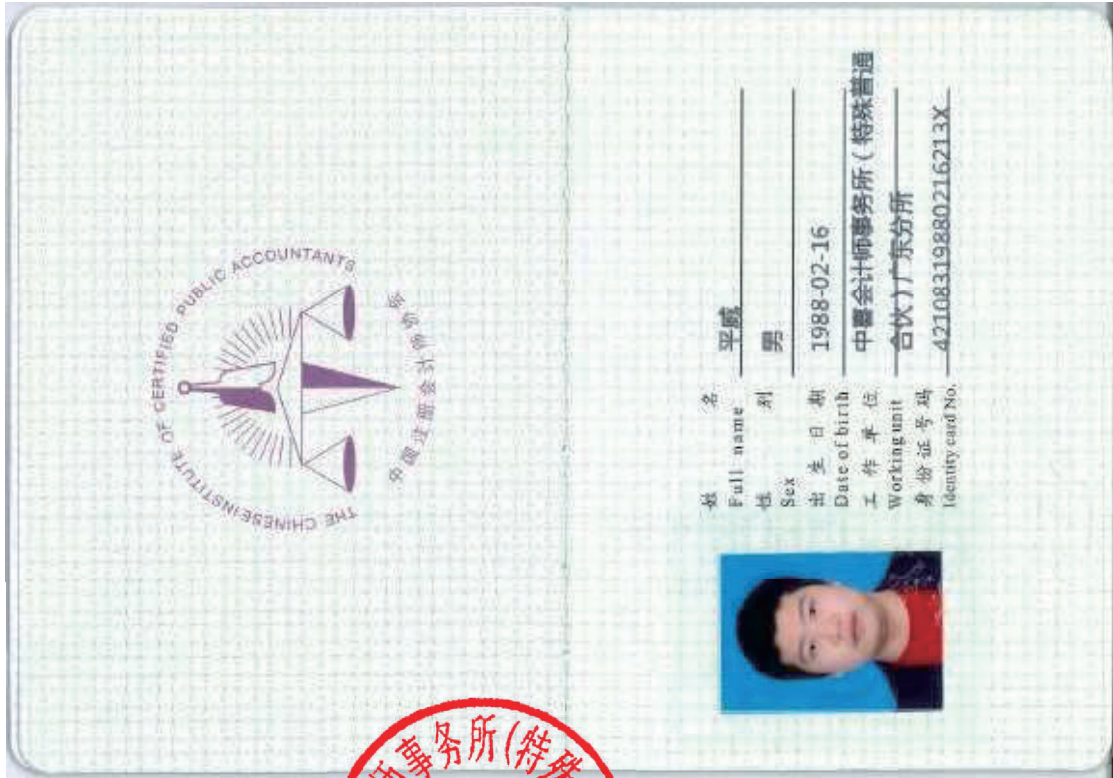 THE CHINESE INSTITUTE OF CERTIFIED PUBLIC ACCOUNTANTS
中国注册会计师协会
姓 名
Full name 平威
性 别
Sex 男
出生日期
Date of birth 1988-02-16
工作单位 中喜会计师事务所(特殊普通
Working unit 合伙)广东分所
身份证号码
Identity card No. 42108319880216213X
事务所(特殊